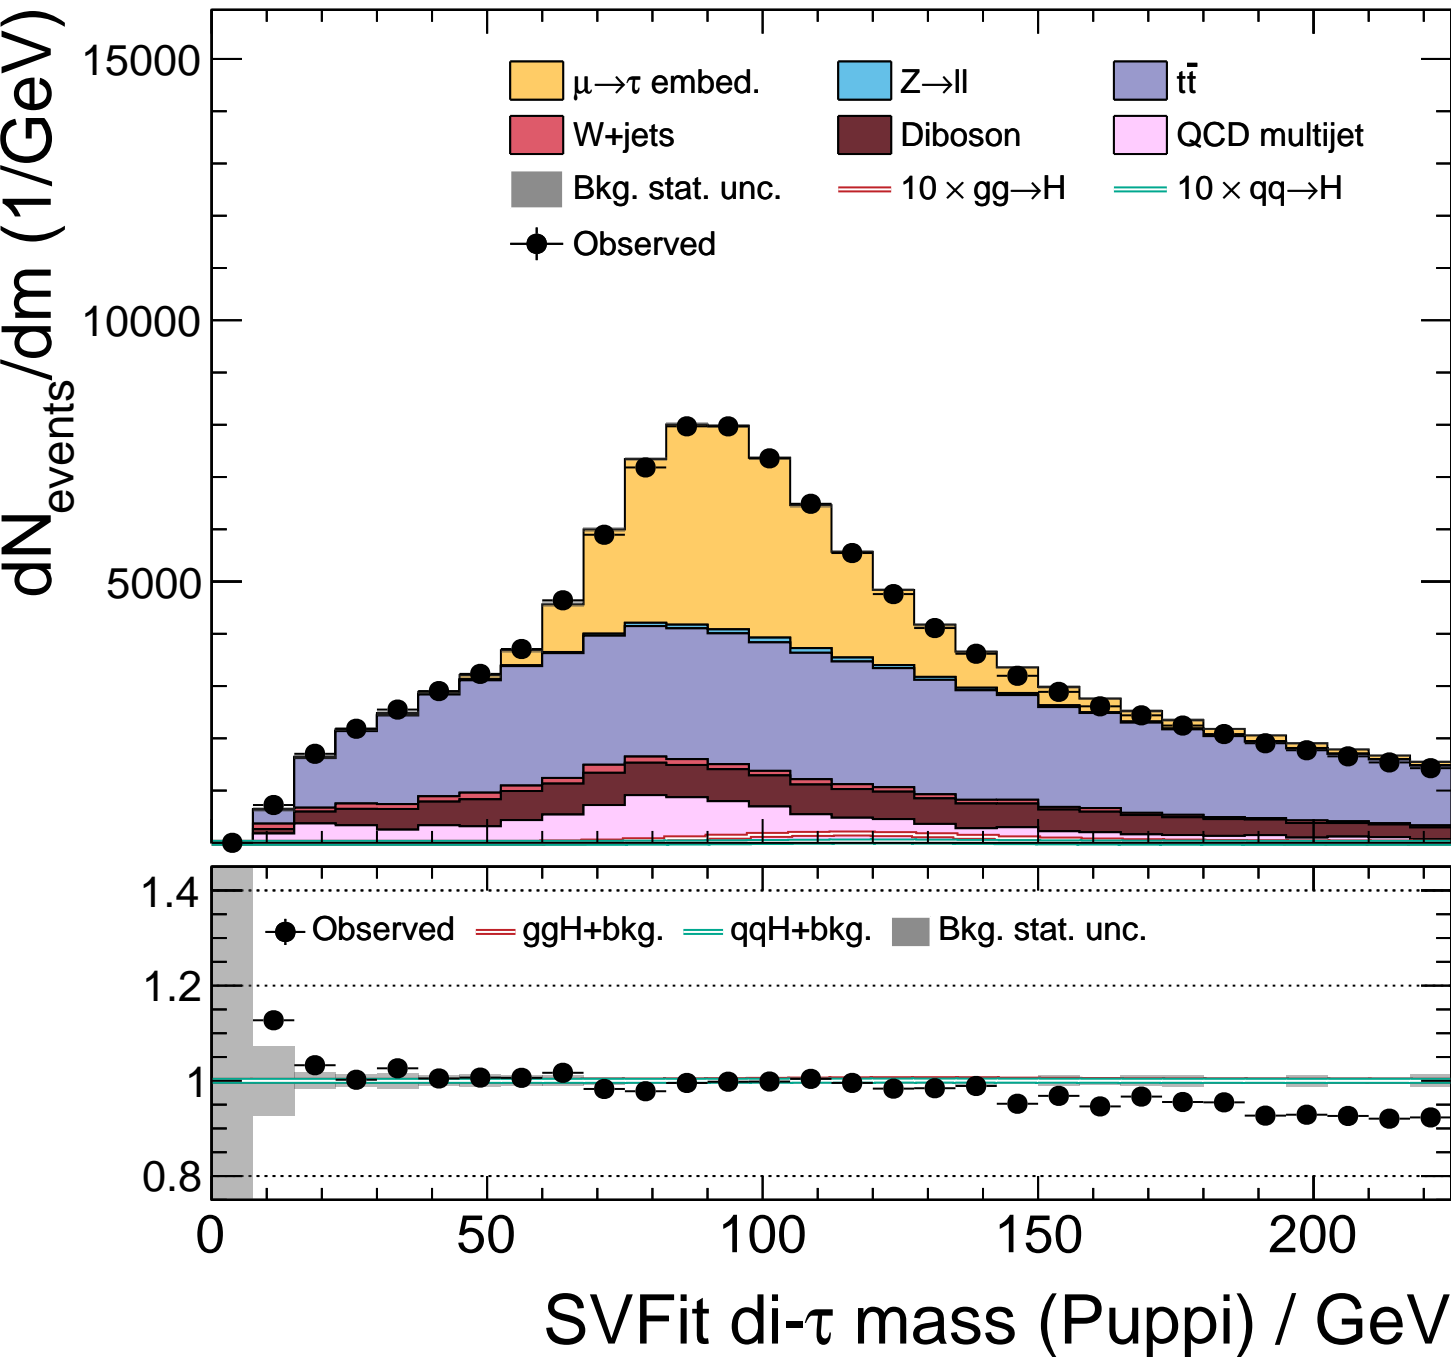 dN_events/dm (1/GeV)
15000
10000
5000
μ→τ embed.
Z→ll
tt̄
W+jets
Diboson
QCD multijet
Bkg. stat. unc.
10 × gg→H
10 × qq→H
Observed
1.4
1.2
1
0.8
Observed
ggH+bkg.
qqH+bkg.
Bkg. stat. unc.
0
50
100
150
200
SVFit di-τ mass (Puppi) / GeV